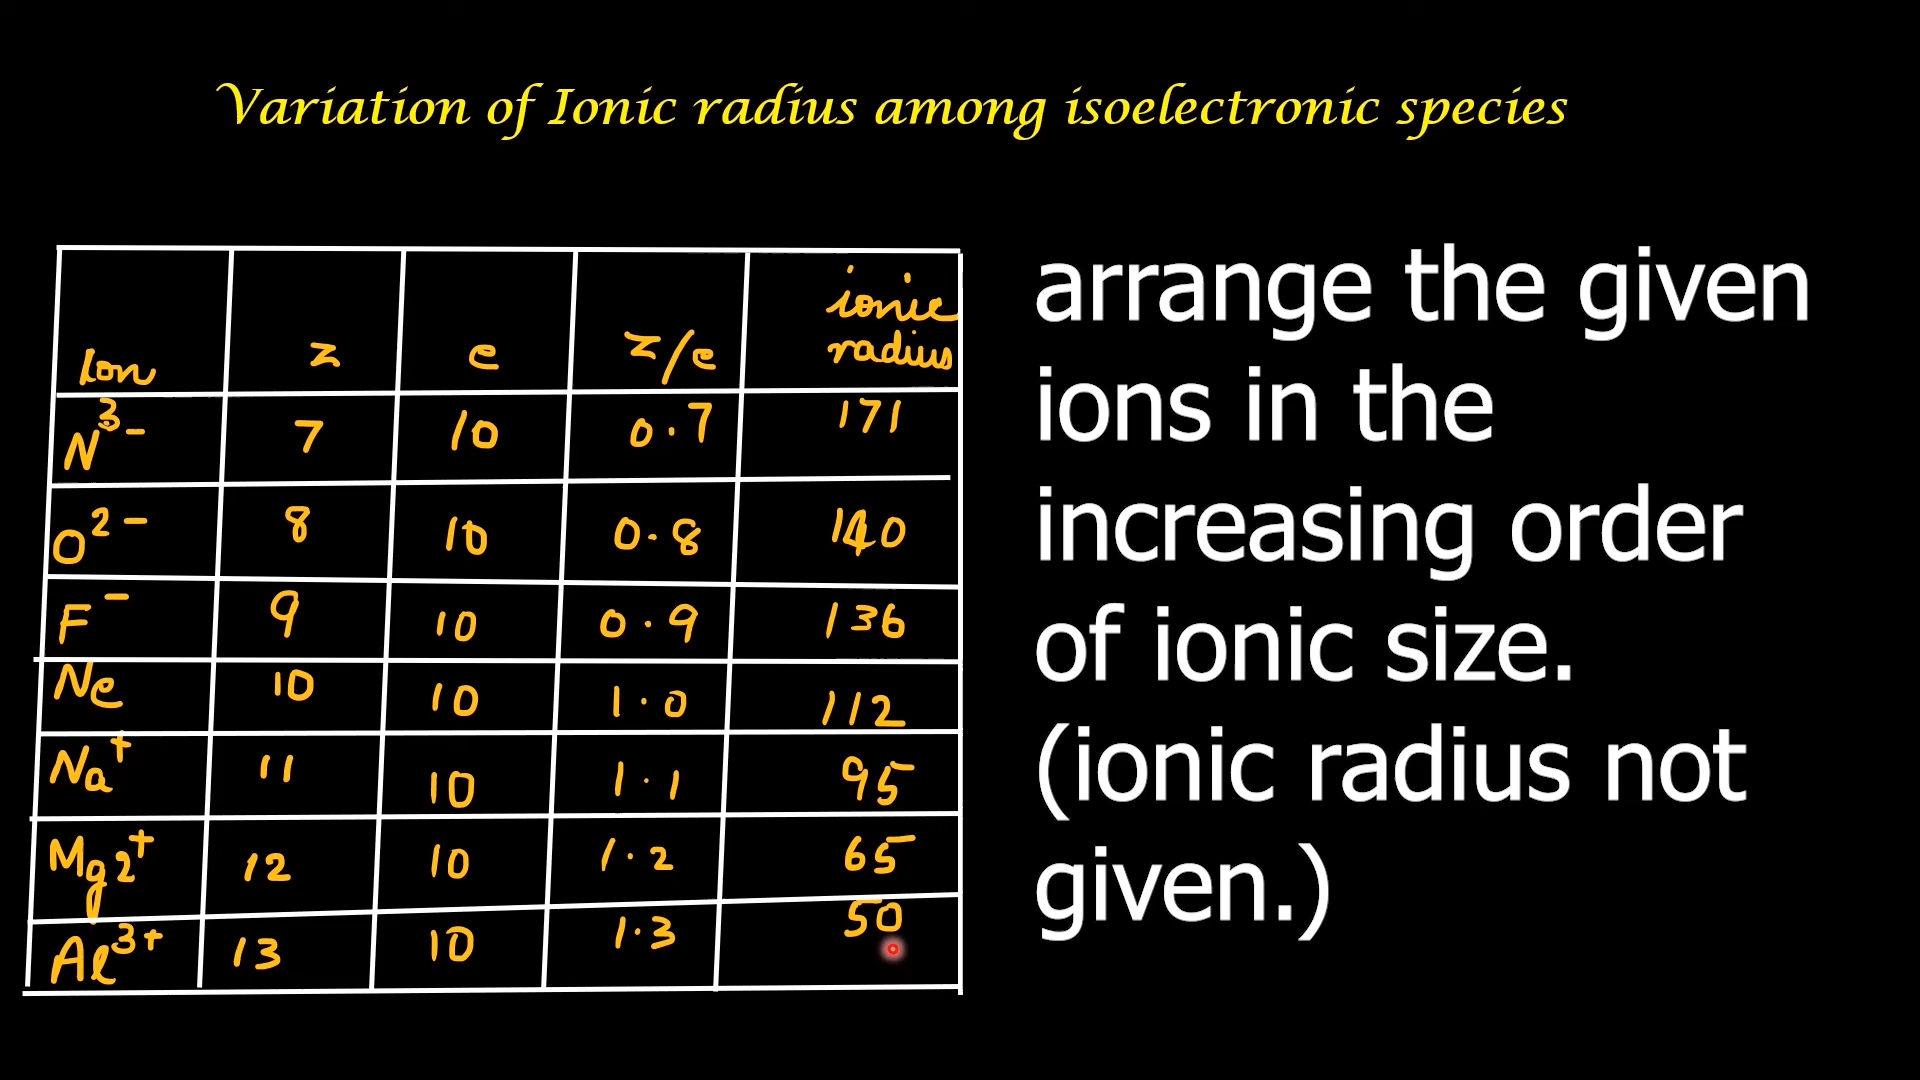 Variation of Ionic radius among isoelectronic species
Ion z e z/e ionic radius
N³⁻ 7 10 0.7 171
O²⁻ 8 10 0.8 140
F⁻ 9 10 0.9 136
Ne 10 10 1.0 112
Na⁺ 11 10 1.1 95
Mg2⁺ 12 10 1.2 65
Al³⁺ 13 10 1.3 50
arrange the given
ions in the
increasing order
of ionic size.
(ionic radius not
given.)